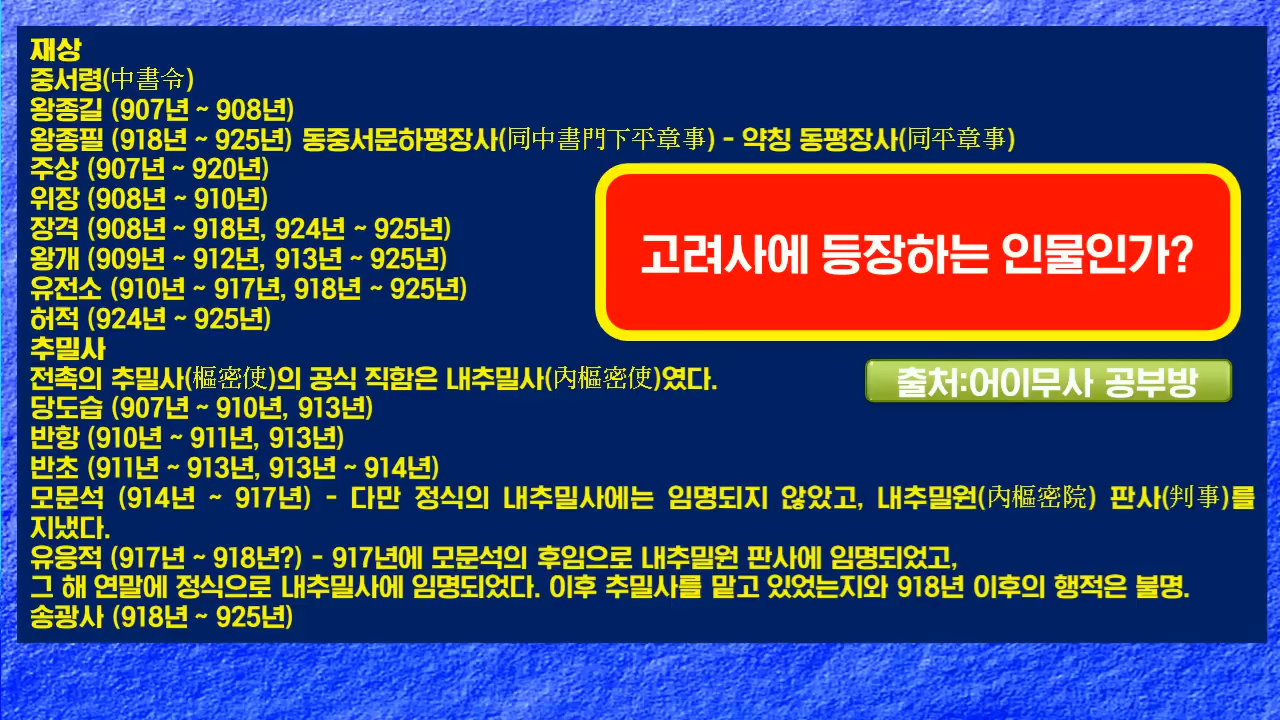 재상
중서령(中書令)
왕종길 (907년 ~ 908년)
왕종필 (918년 ~ 925년) 동중서문하평장사(同中書門下平章事) - 약칭 동평장사(同平章事)
주상 (907년 ~ 920년)
위장 (908년 ~ 910년)
장격 (908년 ~ 918년, 924년 ~ 925년)
왕개 (909년 ~ 912년, 913년 ~ 925년)
유전소 (910년 ~ 917년, 918년 ~ 925년)
허적 (924년 ~ 925년)
고려사에 등장하는 인물인가?
출처:어이무사 공부방
추밀사
전촉의 추밀사(樞密使)의 공식 직함은 내추밀사(內樞密使)였다.
당도습 (907년 ~ 910년, 913년)
반항 (910년 ~ 911년, 913년)
반초 (911년 ~ 913년, 913년 ~ 914년)
모문석 (914년 ~ 917년) - 다만 정식의 내추밀사에는 임명되지 않았고, 내추밀원(內樞密院) 판사(判事)를
지냈다.
유응적 (917년 ~ 918년?) - 917년에 모문석의 후임으로 내추밀원 판사에 임명되었고,
그 해 연말에 정식으로 내추밀사에 임명되었다. 이후 추밀사를 맡고 있었는지와 918년 이후의 행적은 불명.
송광사 (918년 ~ 925년)